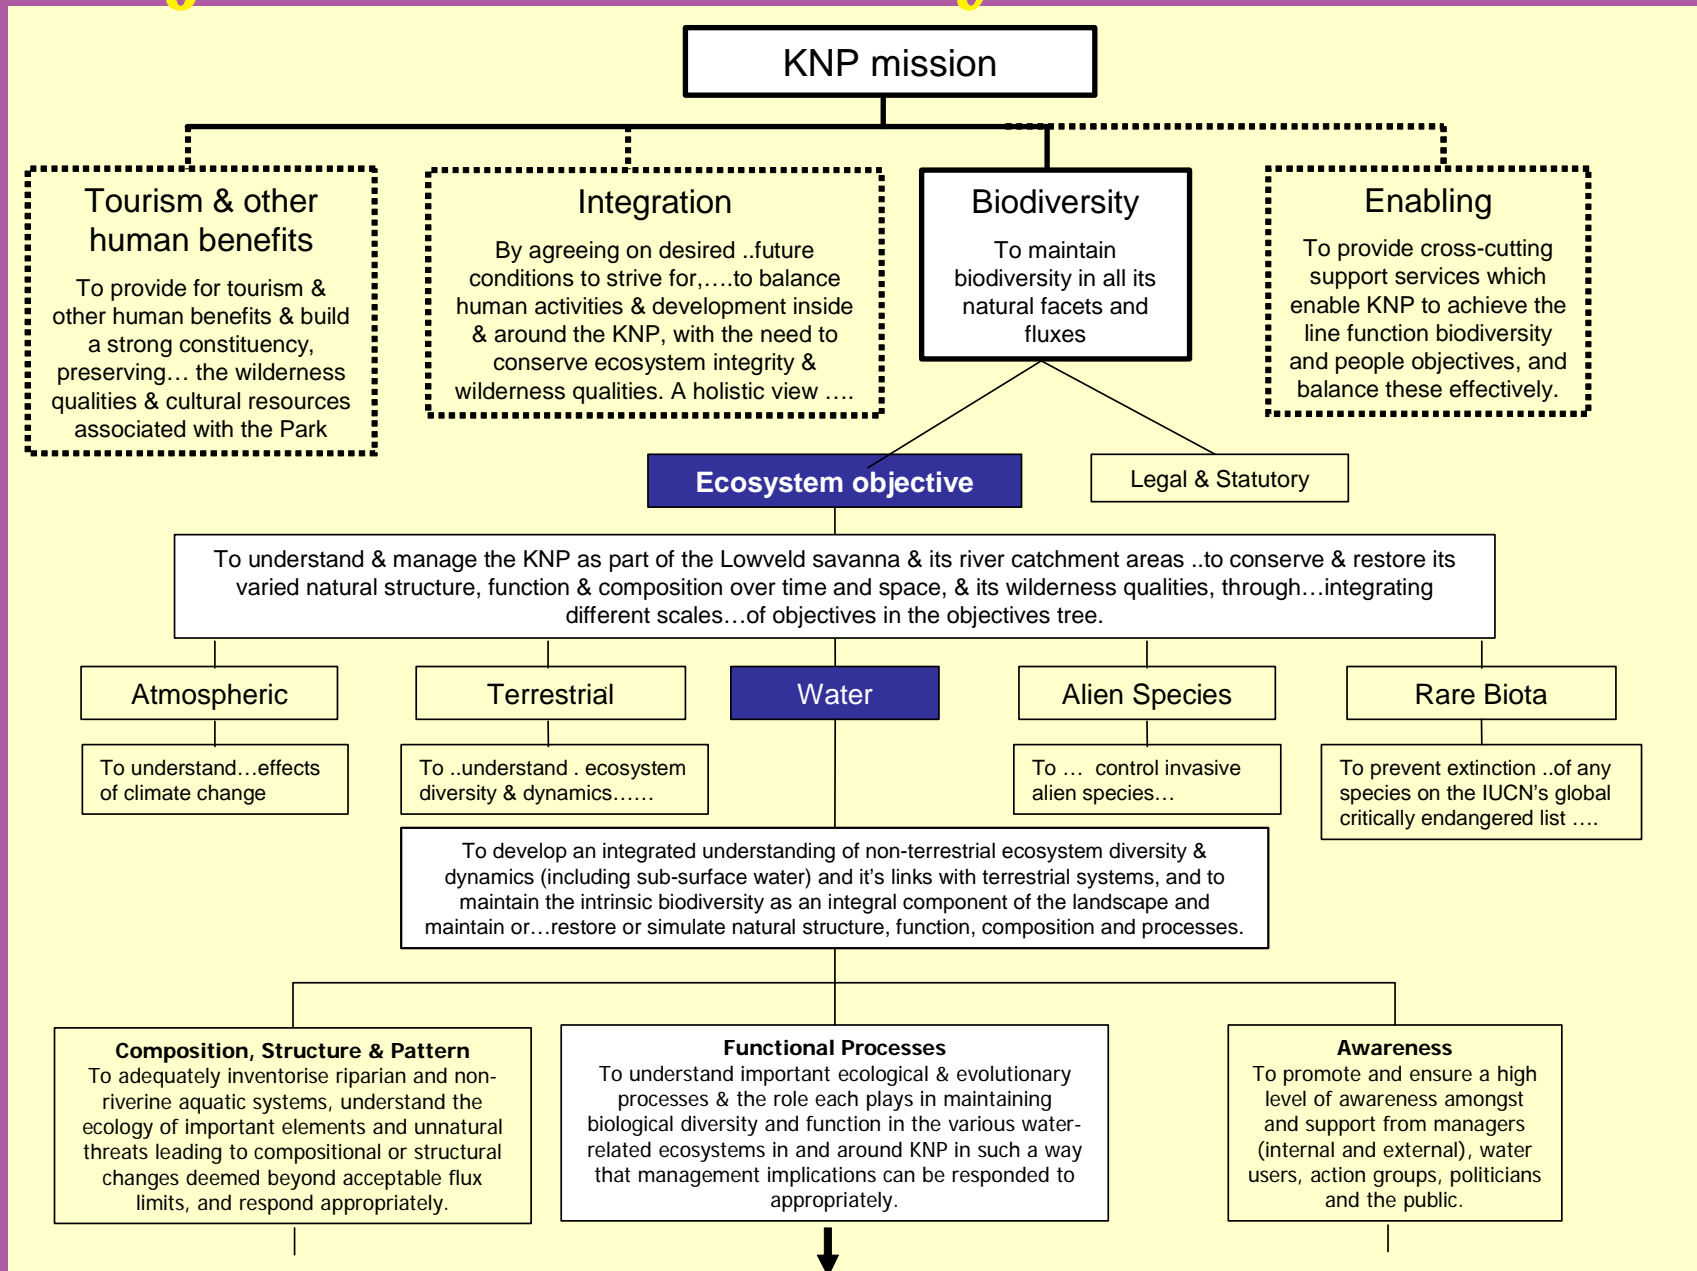 KNP mission
Tourism & other
human benefits
To provide for tourism &
other human benefits & build
a strong constituency,
preserving… the wilderness
qualities & cultural resources
associated with the Park
Integration
By agreeing on desired ..future
conditions to strive for,….to balance
human activities & development inside
& around the KNP, with the need to
conserve ecosystem integrity &
wilderness qualities. A holistic view ….
Biodiversity
To maintain
biodiversity in all its
natural facets and
fluxes
Enabling
To provide cross-cutting
support services which
enable KNP to achieve the
line function biodiversity
and people objectives, and
balance these effectively.
Ecosystem objective
Legal & Statutory
To understand & manage the KNP as part of the Lowveld savanna & its river catchment areas ..to conserve & restore its
varied natural structure, function & composition over time and space, & its wilderness qualities, through…integrating
different scales…of objectives in the objectives tree.
Atmospheric
Terrestrial
Water
Alien Species
Rare Biota
To understand…effects
of climate change
To ..understand . ecosystem
diversity & dynamics……
To … control invasive
alien species…
To prevent extinction ..of any
species on the IUCN's global
critically endangered list ….
To develop an integrated understanding of non-terrestrial ecosystem diversity &
dynamics (including sub-surface water) and it's links with terrestrial systems, and to
maintain the intrinsic biodiversity as an integral component of the landscape and
maintain or…restore or simulate natural structure, function, composition and processes.
Composition, Structure & Pattern
To adequately inventorise riparian and non-
riverine aquatic systems, understand the
ecology of important elements and unnatural
threats leading to compositional or structural
changes deemed beyond acceptable flux
limits, and respond appropriately.
Functional Processes
To understand important ecological & evolutionary
processes & the role each plays in maintaining
biological diversity and function in the various water-
related ecosystems in and around KNP in such a way
that management implications can be responded to
appropriately.
Awareness
To promote and ensure a high
level of awareness amongst
and support from managers
(internal and external), water
users, action groups, politicians
and the public.